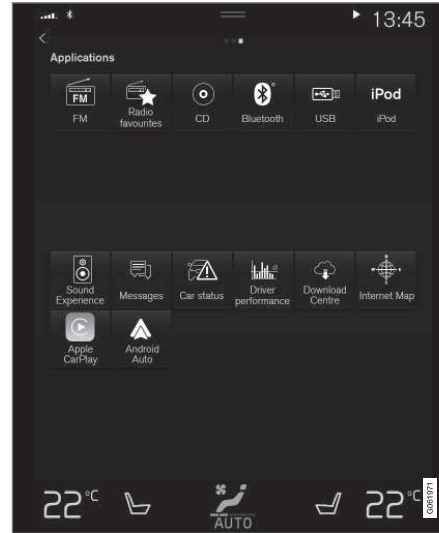 13:45
Applications
FM
iPod
FM
Radio
favourites
CD
Bluetooth
USB
iPod
Sound
Experience
Messages
Car status
Driver
performance
Download
Centre
Internet Map
Apple
CarPlay
Android
Auto
22°C
AUTO
22°C
G061971